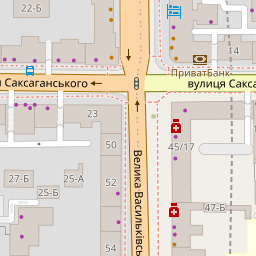 22-Б
14
ПриватБанк
и Саксаганського ←
вулиця Сакса
23
50
45/17
27-Б
25-Б
25-А
52
47-Б
54
Велика Васильківсь